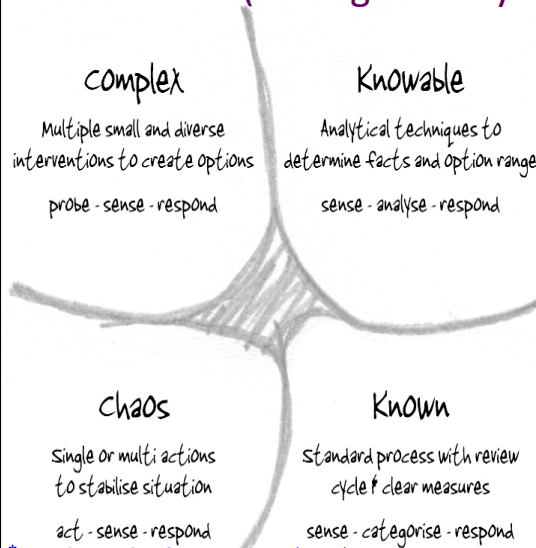 Complex
Multiple small and diverse
interventions to create options
probe - sense - respond
Knowable
Analytical techniques to
determine facts and option range
sense - analyse - respond
Chaos
Single or multi actions
to stabilise situation
act - sense - respond
Known
Standard process with review
cycle & clear measures
sense - categorise - respond